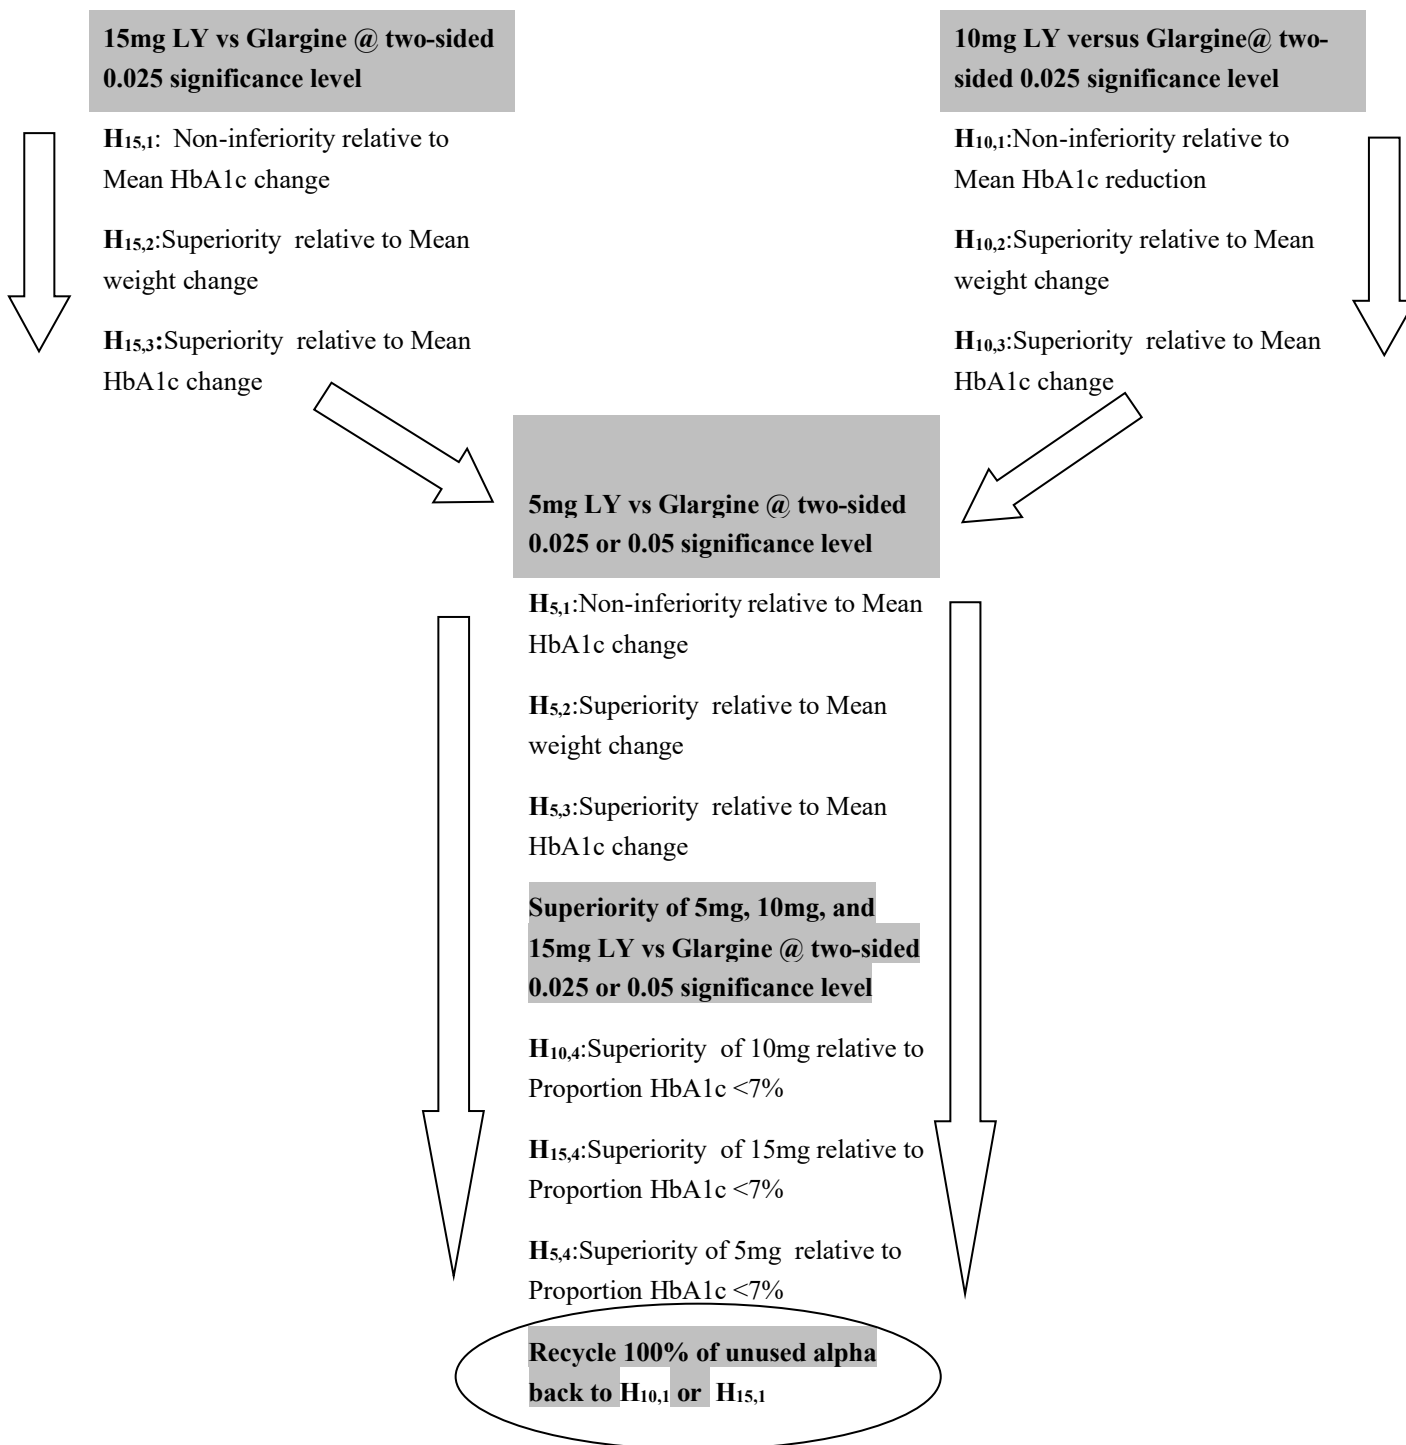 15mg LY vs Glargine @ two-sided
0.025 significance level
H15,1: Non-inferiority relative to
Mean HbA1c change
H15,2:Superiority relative to Mean
weight change
H15,3:Superiority relative to Mean
HbA1c change
10mg LY versus Glargine@ two-
sided 0.025 significance level
H10,1:Non-inferiority relative to
Mean HbA1c reduction
H10,2:Superiority relative to Mean
weight change
H10,3:Superiority relative to Mean
HbA1c change
5mg LY vs Glargine @ two-sided
0.025 or 0.05 significance level
H5,1:Non-inferiority relative to Mean
HbA1c change
H5,2:Superiority relative to Mean
weight change
H5,3:Superiority relative to Mean
HbA1c change
Superiority of 5mg, 10mg, and
15mg LY vs Glargine @ two-sided
0.025 or 0.05 significance level
H10,4:Superiority of 10mg relative to
Proportion HbA1c <7%
H15,4:Superiority of 15mg relative to
Proportion HbA1c <7%
H5,4:Superiority of 5mg relative to
Proportion HbA1c <7%
Recycle 100% of unused alpha
back to H10,1 or H15,1